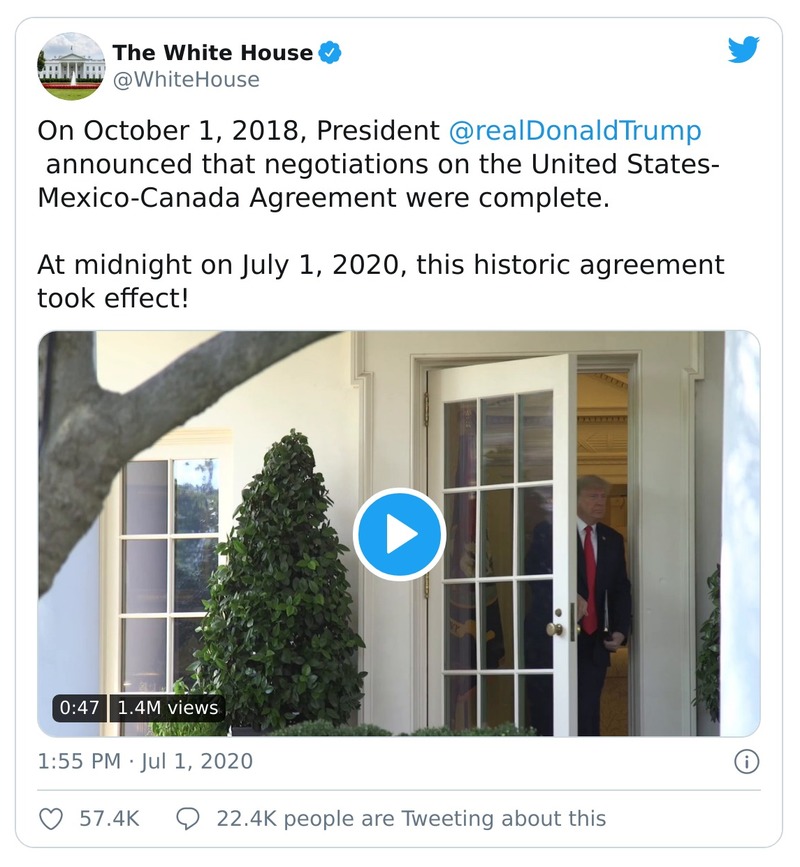 The White House
@WhiteHouse
On October 1, 2018, President @realDonaldTrump
announced that negotiations on the United States-
Mexico-Canada Agreement were complete.
At midnight on July 1, 2020, this historic agreement
took effect!
0:47 1.4M views
1:55 PM · Jul 1, 2020
57.4K 22.4K people are Tweeting about this